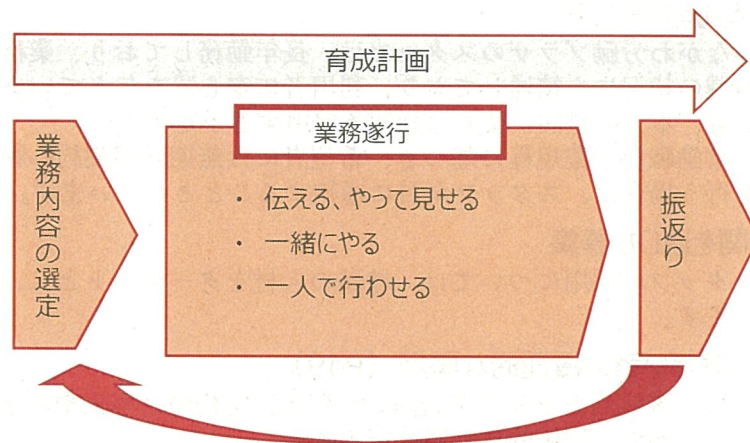 育成計画
業務内容の選定
業務遂行
・ 伝える、やって見せる
・ 一緒にやる
・ 一人で行わせる
振返り